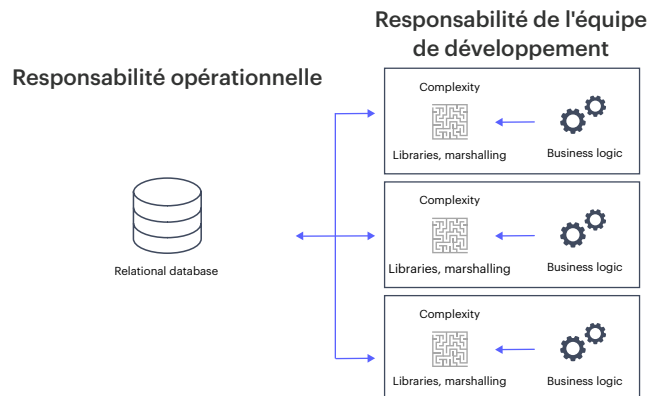 Responsabilité opérationnelle
Responsabilité de l'équipe
de développement
Relational database
Complexity
Libraries, marshalling
Business logic
Complexity
Libraries, marshalling
Business logic
Complexity
Libraries, marshalling
Business logic